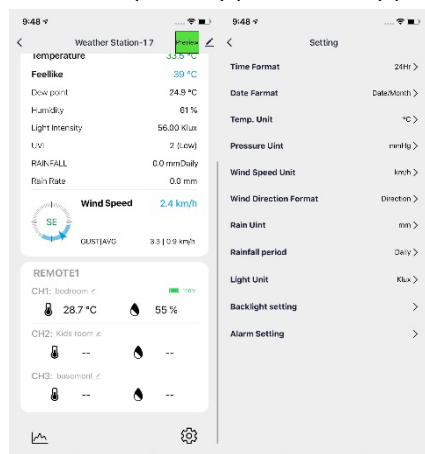 9:48
Weather Station-17
Preview
Temperature 33.5 °C
Feellike 39 °C
Dew point 24.9 °C
Humidity 61 %
Light Intensity 56.00 Klux
UVI 2 (Low)
RAINFALL 0.0 mmDaily
Rain Rate 0.0 mm
Wind Speed 2.4 km/h
SE
GUST|AVG 3.3 | 0.9 km/h
REMOTE1
CH1: bedroom
100%
28.7 °C 55 %
CH2: Kids room
-- --
CH3: basement
-- --
9:48
Setting
Time Format 24Hr >
Date Farmat Date/Month >
Temp. Unit °C >
Pressure Uint mmHg >
Wind Speed Unit km/h >
Wind Direction Format Direction >
Rain Uint mm >
Rainfall period Daily >
Light Unit Klux >
Backlight setting >
Alarm Setting >